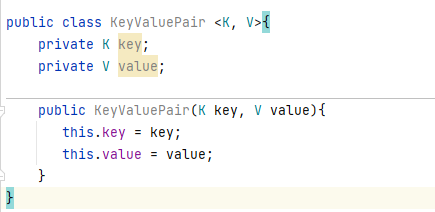 public class KeyValuePair <K, V>{
    private K key;
    private V value;

    public KeyValuePair(K key, V value){
        this.key = key;
        this.value = value;
    }
}